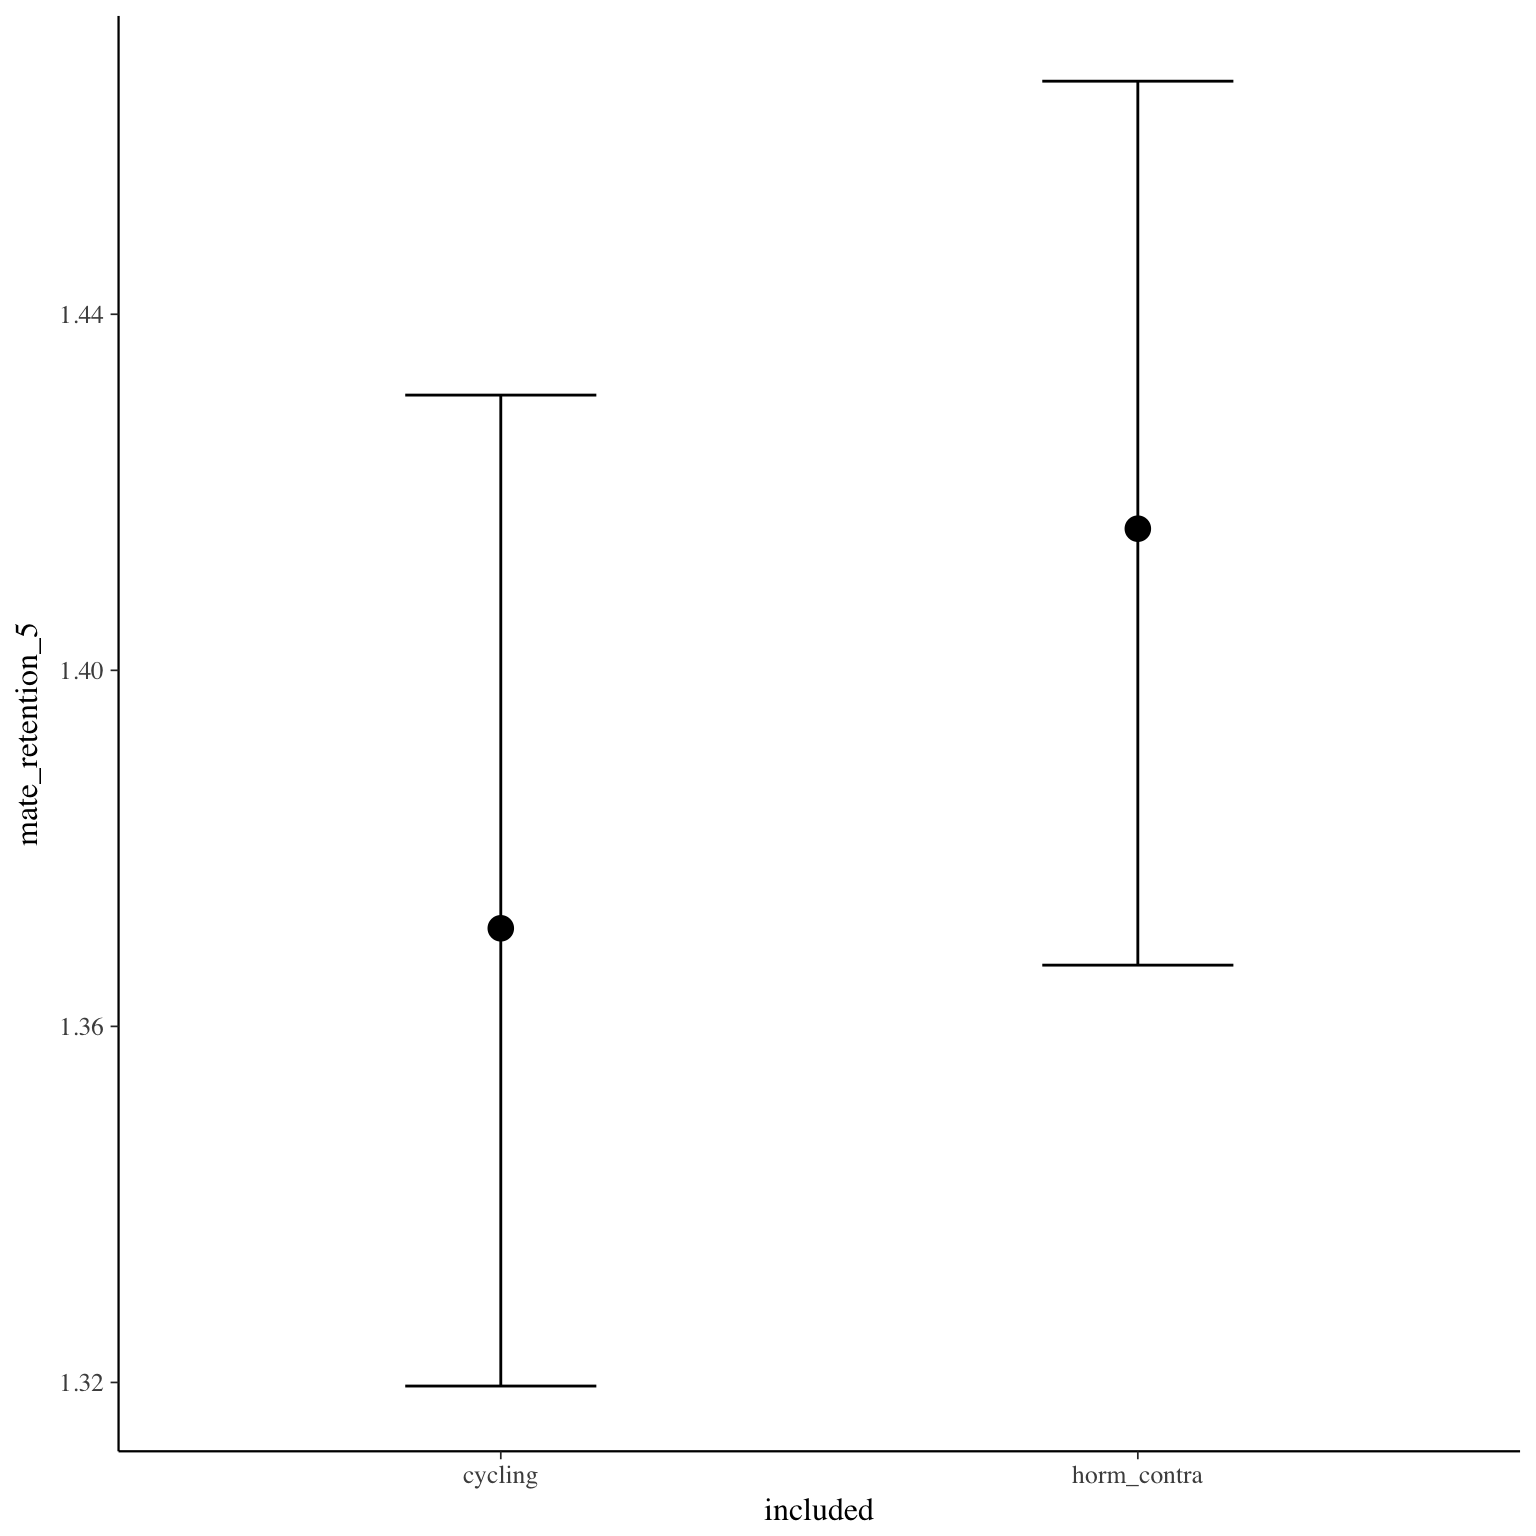 mate_retention_5
1.44
1.40
1.36
1.32
cycling
horm_contra
included